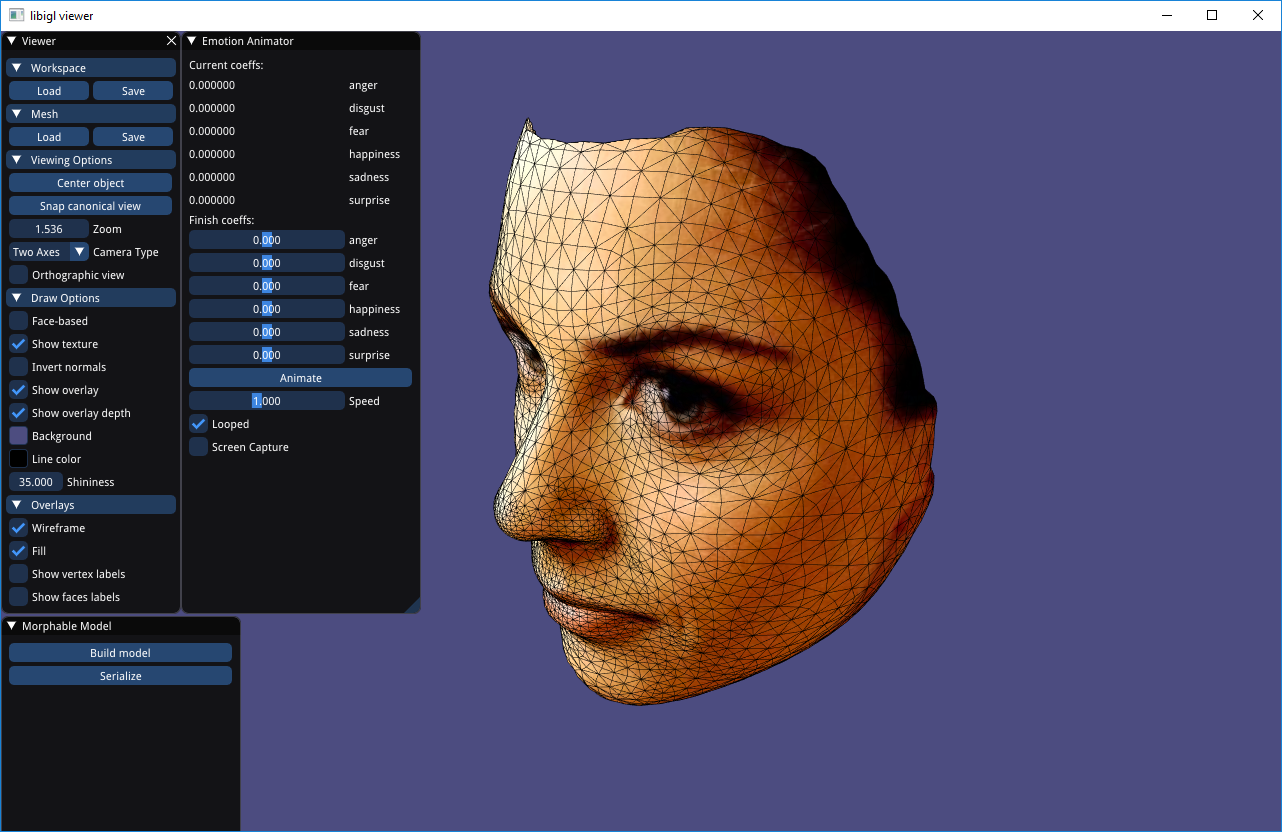 libigl viewer
Viewer
Workspace
Load Save
Mesh
Load Save
Viewing Options
Center object
Snap canonical view
1.536 Zoom
Two Axes Camera Type
Orthographic view
Draw Options
Face-based
Show texture
Invert normals
Show overlay
Show overlay depth
Background
Line color
35.000 Shininess
Overlays
Wireframe
Fill
Show vertex labels
Show faces labels
Emotion Animator
Current coeffs:
0.000000 anger
0.000000 disgust
0.000000 fear
0.000000 happiness
0.000000 sadness
0.000000 surprise
Finish coeffs:
0.000 anger
0.000 disgust
0.000 fear
0.000 happiness
0.000 sadness
0.000 surprise
Animate
1.000 Speed
Looped
Screen Capture
Morphable Model
Build model
Serialize